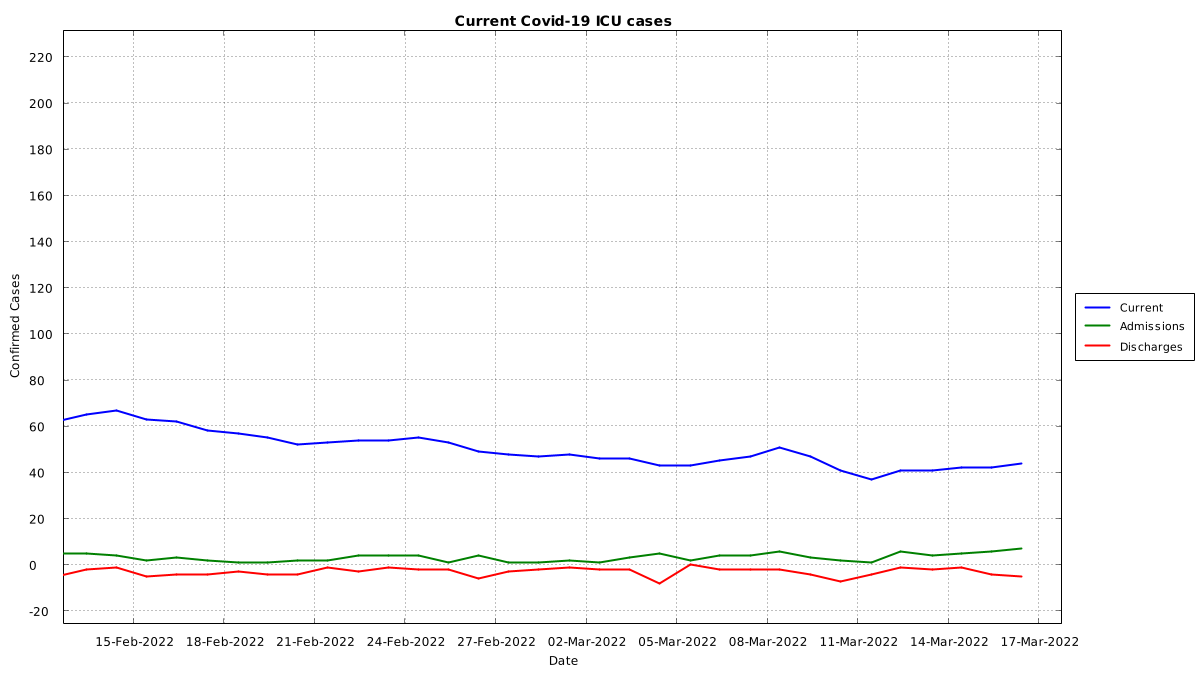 Current Covid-19 ICU cases
220
200
180
160
140
120
100
80
60
40
20
0
-20
Confirmed Cases
15-Feb-2022 18-Feb-2022 21-Feb-2022 24-Feb-2022 27-Feb-2022 02-Mar-2022 05-Mar-2022 08-Mar-2022 11-Mar-2022 14-Mar-2022 17-Mar-2022
Date
Current
Admissions
Discharges